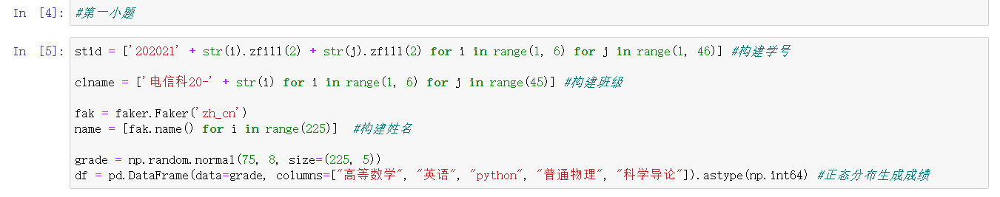 In [4]: #第一小题
In [5]: stid = ['202021' + str(i).zfill(2) + str(j).zfill(2) for i in range(1, 6) for j in range(1, 46)] #构建学号
clname = ['电信科20-' + str(i) for i in range(1, 6) for j in range(45)] #构建班级
fak = faker.Faker('zh_cn')
name = [fak.name() for i in range(225)]  #构建姓名
grade = np.random.normal(75, 8, size=(225, 5))
df = pd.DataFrame(data=grade, columns=["高等数学", "英语", "python", "普通物理", "科学导论"]).astype(np.int64) #正态分布生成成绩